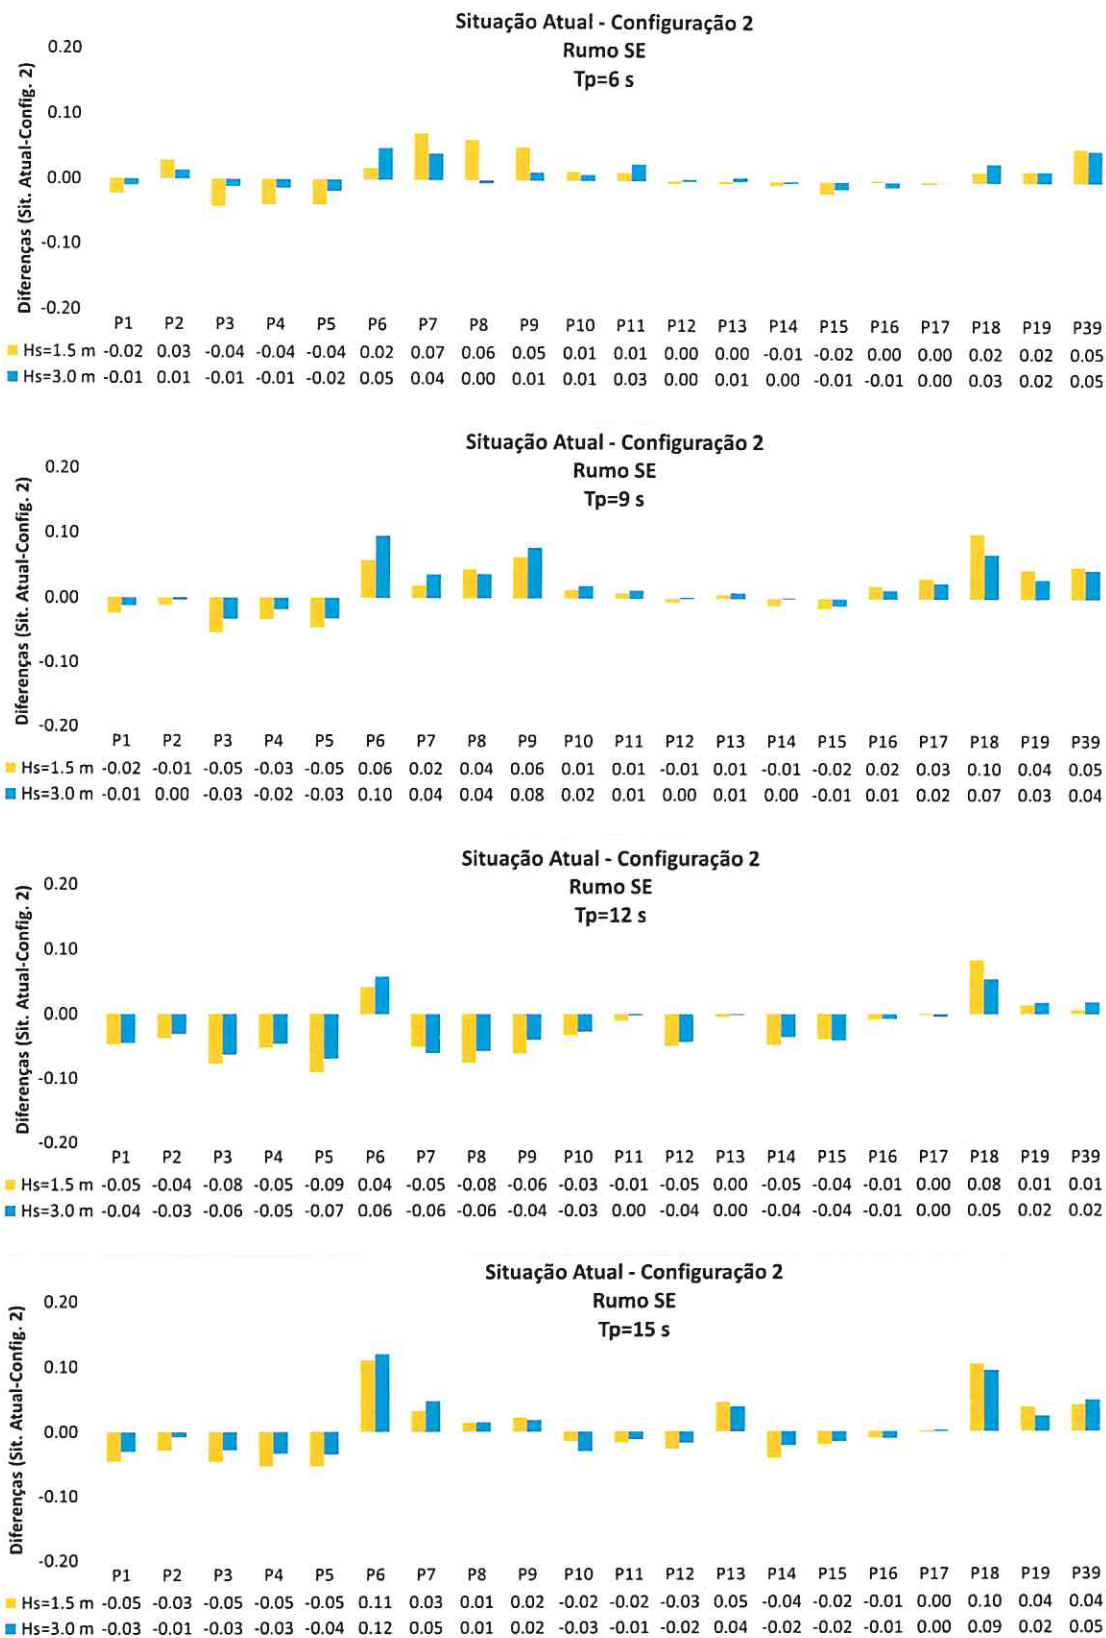 Situação Atual - Configuração 2
Rumo SE
Tp=6 s
Diferenças (Sit. Atual-Config. 2)
0.20
0.10
0.00
-0.10
-0.20
P1 P2 P3 P4 P5 P6 P7 P8 P9 P10 P11 P12 P13 P14 P15 P16 P17 P18 P19 P39
Hs=1.5 m -0.02 0.03 -0.04 -0.04 -0.04 0.02 0.07 0.06 0.05 0.01 0.01 0.00 0.00 -0.01 -0.02 0.00 0.00 0.02 0.02 0.05
Hs=3.0 m -0.01 0.01 -0.01 -0.01 -0.02 0.05 0.04 0.00 0.01 0.01 0.03 0.00 0.01 0.00 -0.01 -0.01 0.00 0.03 0.02 0.05
Situação Atual - Configuração 2
Rumo SE
Tp=9 s
Diferenças (Sit. Atual-Config. 2)
0.20
0.10
0.00
-0.10
-0.20
P1 P2 P3 P4 P5 P6 P7 P8 P9 P10 P11 P12 P13 P14 P15 P16 P17 P18 P19 P39
Hs=1.5 m -0.02 -0.01 -0.05 -0.03 -0.05 0.06 0.02 0.04 0.06 0.01 0.01 -0.01 0.01 -0.01 -0.02 0.02 0.03 0.10 0.04 0.05
Hs=3.0 m -0.01 0.00 -0.03 -0.02 -0.03 0.10 0.04 0.04 0.08 0.02 0.01 0.00 0.01 0.00 -0.01 0.01 0.02 0.07 0.03 0.04
Situação Atual - Configuração 2
Rumo SE
Tp=12 s
Diferenças (Sit. Atual-Config. 2)
0.20
0.10
0.00
-0.10
-0.20
P1 P2 P3 P4 P5 P6 P7 P8 P9 P10 P11 P12 P13 P14 P15 P16 P17 P18 P19 P39
Hs=1.5 m -0.05 -0.04 -0.08 -0.05 -0.09 0.04 -0.05 -0.08 -0.06 -0.03 -0.01 -0.05 0.00 -0.05 -0.04 -0.01 0.00 0.08 0.01 0.01
Hs=3.0 m -0.04 -0.03 -0.06 -0.05 -0.07 0.06 -0.06 -0.06 -0.04 -0.03 0.00 -0.04 0.00 -0.04 -0.04 -0.01 0.00 0.05 0.02 0.02
Situação Atual - Configuração 2
Rumo SE
Tp=15 s
Diferenças (Sit. Atual-Config. 2)
0.20
0.10
0.00
-0.10
-0.20
P1 P2 P3 P4 P5 P6 P7 P8 P9 P10 P11 P12 P13 P14 P15 P16 P17 P18 P19 P39
Hs=1.5 m -0.05 -0.03 -0.05 -0.05 -0.05 0.11 0.03 0.01 0.02 -0.02 -0.02 -0.03 0.05 -0.04 -0.02 -0.01 0.00 0.10 0.04 0.04
Hs=3.0 m -0.03 -0.01 -0.03 -0.03 -0.04 0.12 0.05 0.01 0.02 -0.03 -0.01 -0.02 0.04 -0.02 -0.02 -0.01 0.00 0.09 0.02 0.05